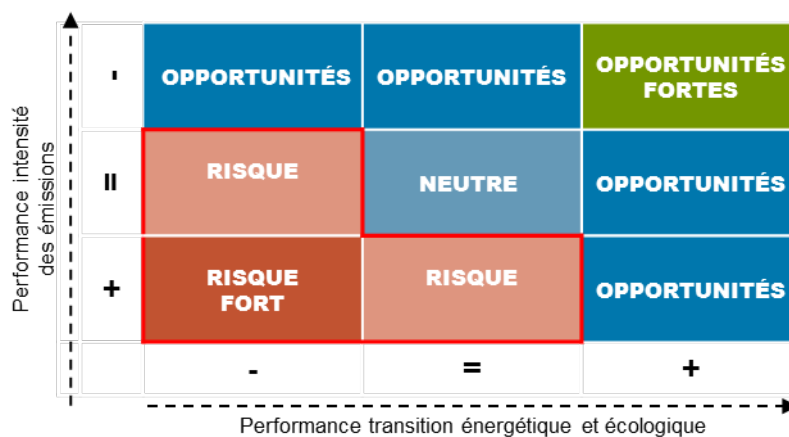 Performance intensité
des émissions
-
OPPORTUNITÉS
OPPORTUNITÉS
OPPORTUNITÉS
FORTES
=
RISQUE
NEUTRE
OPPORTUNITÉS
+
RISQUE
FORT
RISQUE
OPPORTUNITÉS
-
=
+
Performance transition énergétique et écologique